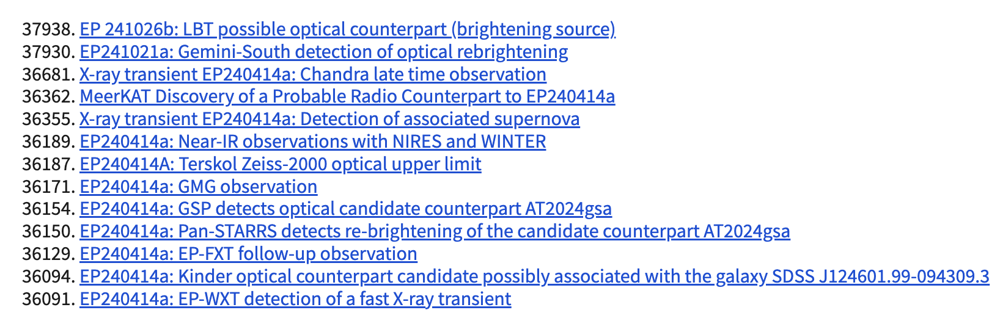 37938. EP 241026b: LBT possible optical counterpart (brightening source)
37930. EP241021a: Gemini-South detection of optical rebrightening
36681. X-ray transient EP240414a: Chandra late time observation
36362. MeerKAT Discovery of a Probable Radio Counterpart to EP240414a
36355. X-ray transient EP240414a: Detection of associated supernova
36189. EP240414a: Near-IR observations with NIRES and WINTER
36187. EP240414A: Terskol Zeiss-2000 optical upper limit
36171. EP240414a: GMG observation
36154. EP240414a: GSP detects optical candidate counterpart AT2024gsa
36150. EP240414a: Pan-STARRS detects re-brightening of the candidate counterpart AT2024gsa
36129. EP240414a: EP-FXT follow-up observation
36094. EP240414a: Kinder optical counterpart candidate possibly associated with the galaxy SDSS J124601.99-094309.3
36091. EP240414a: EP-WXT detection of a fast X-ray transient